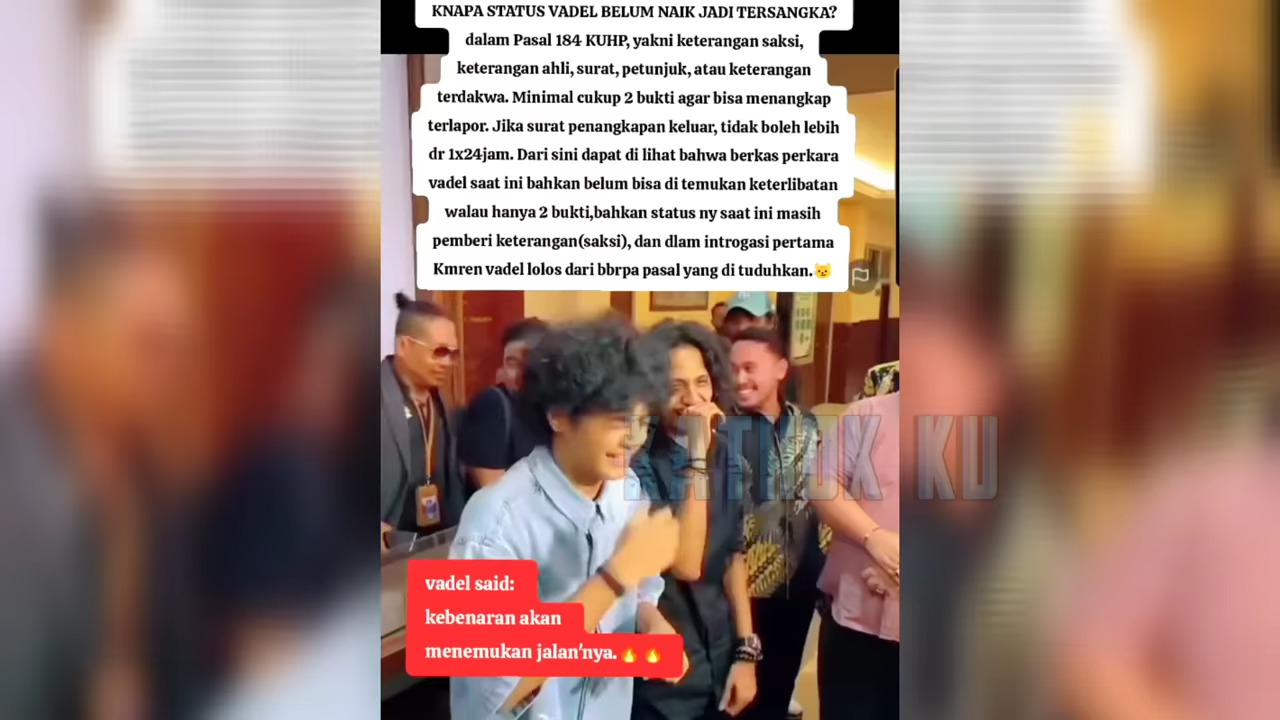 KNAPA STATUS VADEL BELUM NAIK JADI TERSANGKA?
dalam Pasal 184 KUHP, yakni keterangan saksi,
keterangan ahli, surat, petunjuk, atau keterangan
terdakwa. Minimal cukup 2 bukti agar bisa menangkap
terlapor. Jika surat penangkapan keluar, tidak boleh lebih
dr 1x24jam. Dari sini dapat di lihat bahwa berkas perkara
vadel saat ini bahkan belum bisa di temukan keterlibatan
walau hanya 2 bukti,bahkan status ny saat ini masih
pemberi keterangan(saksi), dan dlam introgasi pertama
Kmren vadel lolos dari bbrpa pasal yang di tuduhkan.😼
KATHOK KU
vadel said:
kebenaran akan
menemukan jalan'nya.🔥🔥